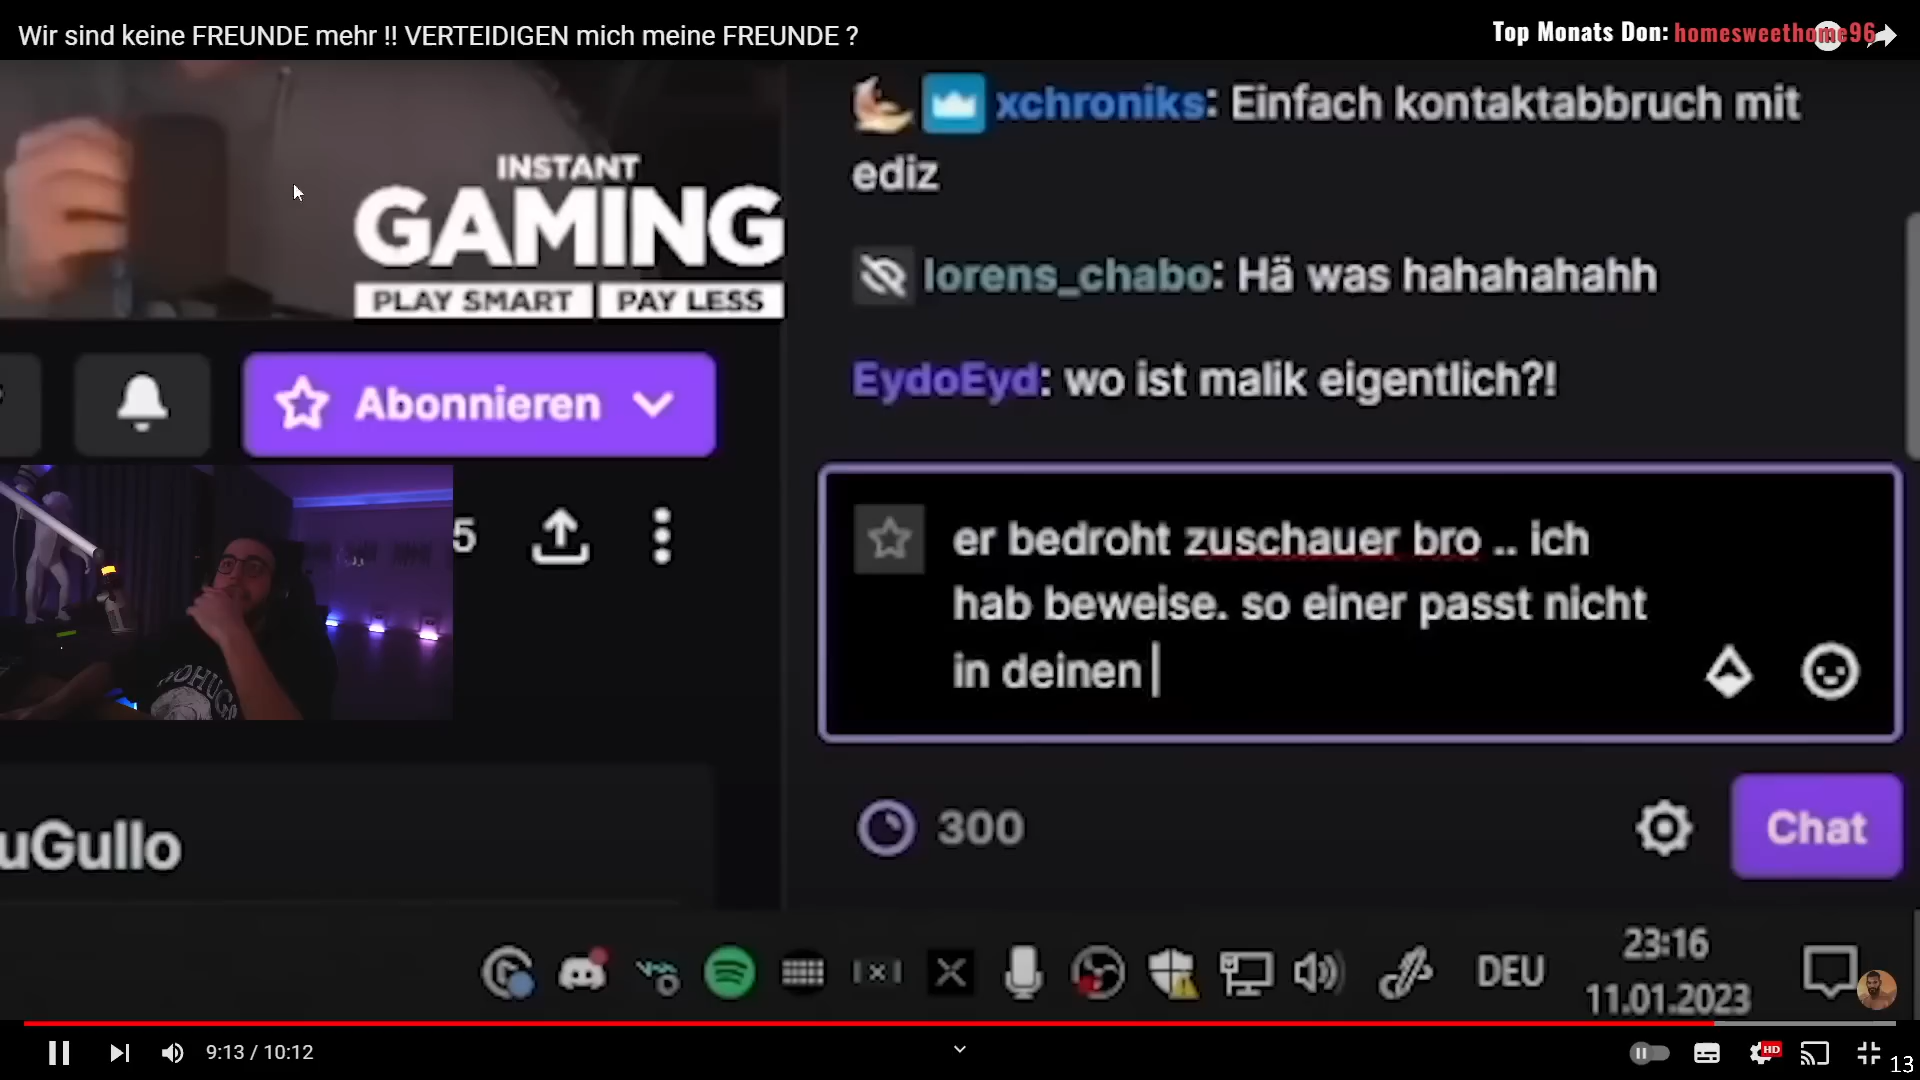 Wir sind keine FREUNDE mehr !! VERTEIDIGEN mich meine FREUNDE ?
Top Monats Don: homesweethome96
xchroniks: Einfach kontaktabbruch mit
ediz
INSTANT
GAMING
PLAY SMART PAY LESS
lorens_chabo: Hä was hahahahahh
EydoEyd: wo ist malik eigentlich?!
Abonnieren
5
er bedroht zuschauer bro .. ich
hab beweise. so einer passt nicht
in deinen
300
Chat
uGullo
DEU
23:16
11.01.2023
9:13 / 10:12
HD
13